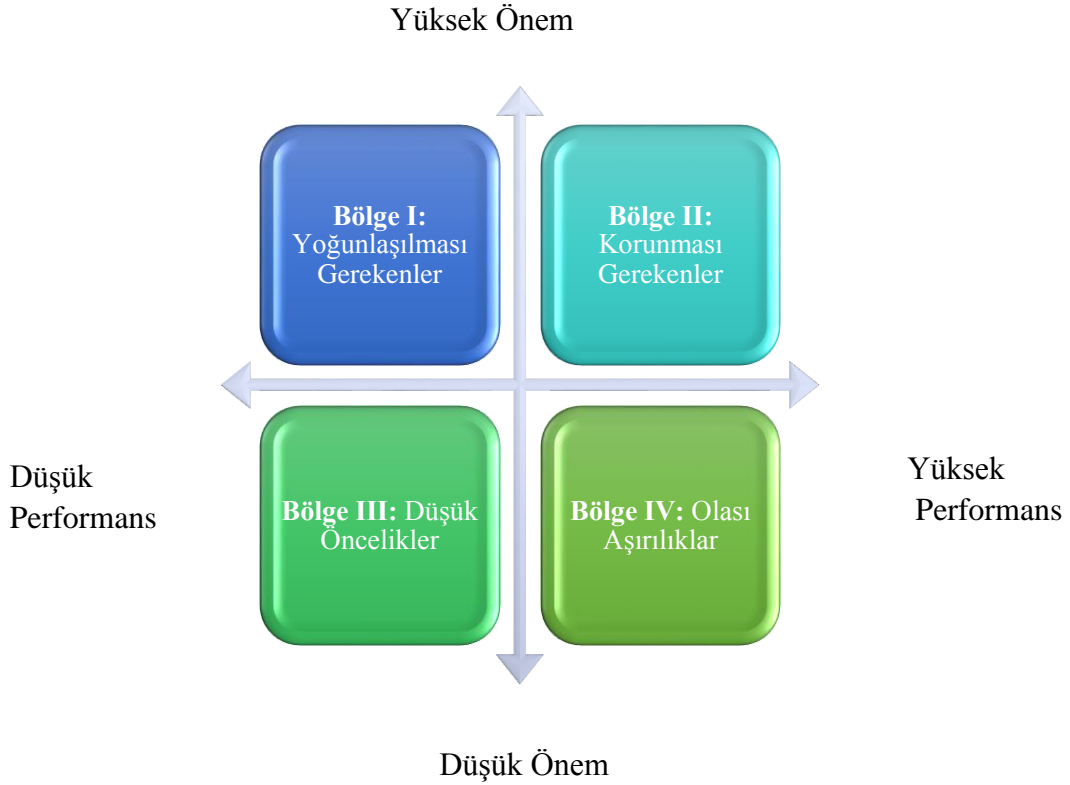 Yüksek Önem
Bölge I:
Yoğunlaşılması
Gerekenler
Bölge II:
Korunması
Gerekenler
Düşük
Performans
Bölge III: Düşük
Öncelikler
Bölge IV: Olası
Aşırılıklar
Yüksek
Performans
Düşük Önem